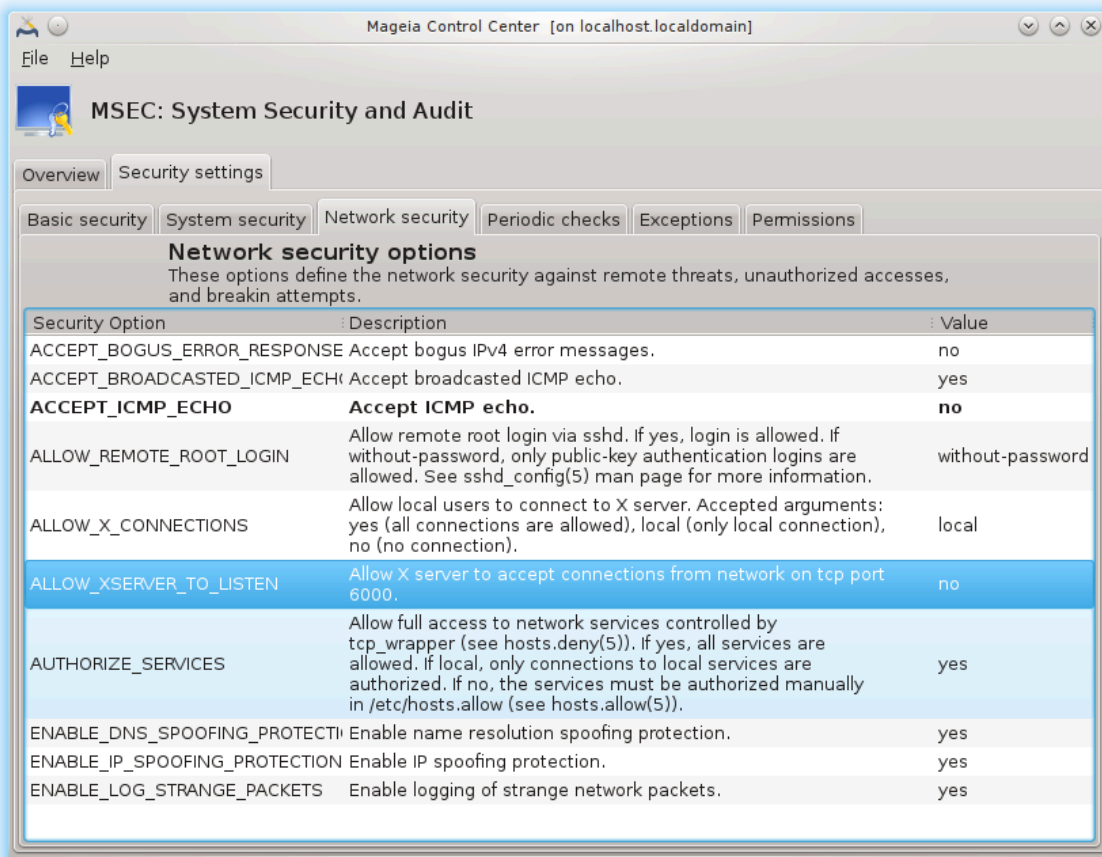 Mageia Control Center [on localhost.localdomain]
File Help
MSEC: System Security and Audit
Overview Security settings
Basic security System security Network security Periodic checks Exceptions Permissions
Network security options
These options define the network security against remote threats, unauthorized accesses,
and breakin attempts.
Security Option Description Value
ACCEPT_BOGUS_ERROR_RESPONSE Accept bogus IPv4 error messages. no
ACCEPT_BROADCASTED_ICMP_ECH Accept broadcasted ICMP echo. yes
ACCEPT_ICMP_ECHO Accept ICMP echo. no
ALLOW_REMOTE_ROOT_LOGIN Allow remote root login via sshd. If yes, login is allowed. If
without-password, only public-key authentication logins are
allowed. See sshd_config(5) man page for more information. without-password
ALLOW_X_CONNECTIONS Allow local users to connect to X server. Accepted arguments:
yes (all connections are allowed), local (only local connection),
no (no connection). local
ALLOW_XSERVER_TO_LISTEN Allow X server to accept connections from network on tcp port
6000. no
AUTHORIZE_SERVICES Allow full access to network services controlled by
tcp_wrapper (see hosts.deny(5)). If yes, all services are
allowed. If local, only connections to local services are
authorized. If no, the services must be authorized manually
in /etc/hosts.allow (see hosts.allow(5)). yes
ENABLE_DNS_SPOOFING_PROTECTI Enable name resolution spoofing protection. yes
ENABLE_IP_SPOOFING_PROTECTION Enable IP spoofing protection. yes
ENABLE_LOG_STRANGE_PACKETS Enable logging of strange network packets. yes